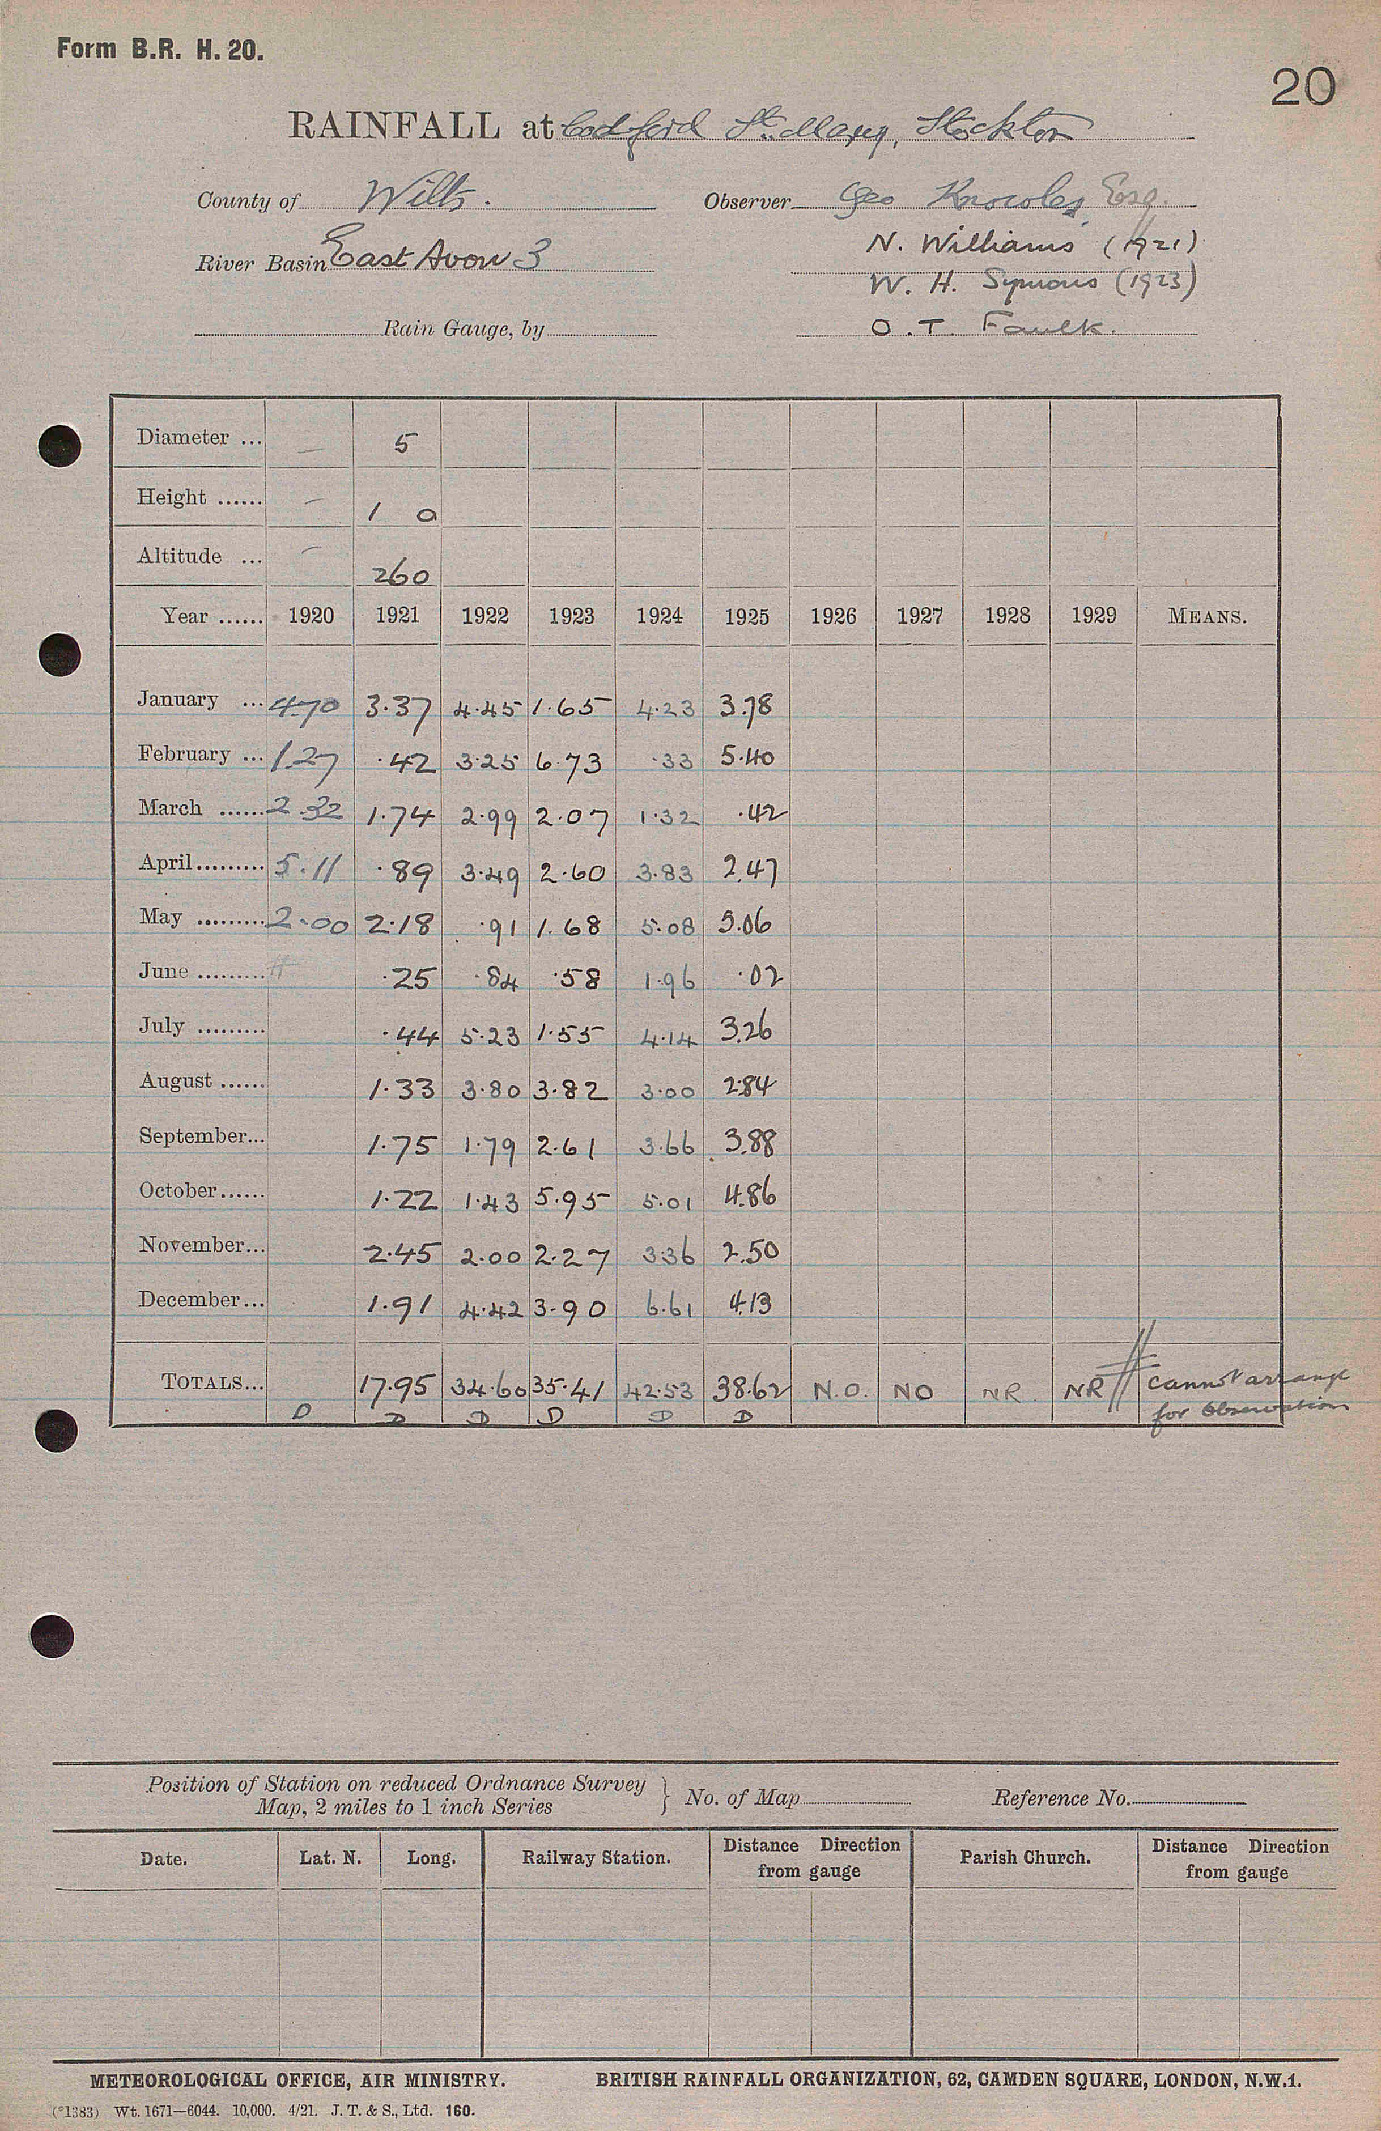 Form B.R. H. 20.
20
RAINFALL at Codford St. Mary, Stockton
County of Wilts. Observer Geo Knowles, Esq.
River Basin East Avon 3 N. Williams (1921)
W. H. Symons (1923)
Rain Gauge, by O. T. Faulk.
Diameter ... — 5
Height ...... — 1 0
Altitude ... — 260
Year ...... 1920 1921 1922 1923 1924 1925 1926 1927 1928 1929 MEANS.
January ... 4.70 3.37 4.45 1.65 4.23 3.78
February ... 1.27 .42 3.25 6.73 .33 5.40
March ...... 2.32 1.74 2.99 2.07 1.32 .42
April ......... 5.11 .89 3.49 2.60 3.83 2.47
May ......... 2.00 2.18 .91 1.68 5.08 5.06
June ......... # .25 .84 .58 1.96 .02
July ......... .44 5.23 1.55 4.14 3.26
August ...... 1.33 3.80 3.82 3.00 2.84
September... 1.75 1.79 2.61 3.66 3.88
October...... 1.22 1.43 5.95 5.01 4.86
November... 2.45 2.00 2.27 3.36 2.50
December... 1.91 4.42 3.90 6.61 4.13
TOTALS... 17.95 34.60 35.41 42.53 38.62 N.O. NO NR. NR # cannot arrange
for observation
D D D D D D
Position of Station on reduced Ordnance Survey
Map, 2 miles to 1 inch Series } No. of Map Reference No.
Date. Lat. N. Long. Railway Station. Distance Direction from gauge Parish Church. Distance Direction from gauge
METEOROLOGICAL OFFICE, AIR MINISTRY. BRITISH RAINFALL ORGANIZATION, 62, CAMDEN SQUARE, LONDON, N.W.1.
(*1383) Wt. 1671—6044. 10,000. 4/21. J. T. & S., Ltd. 160.